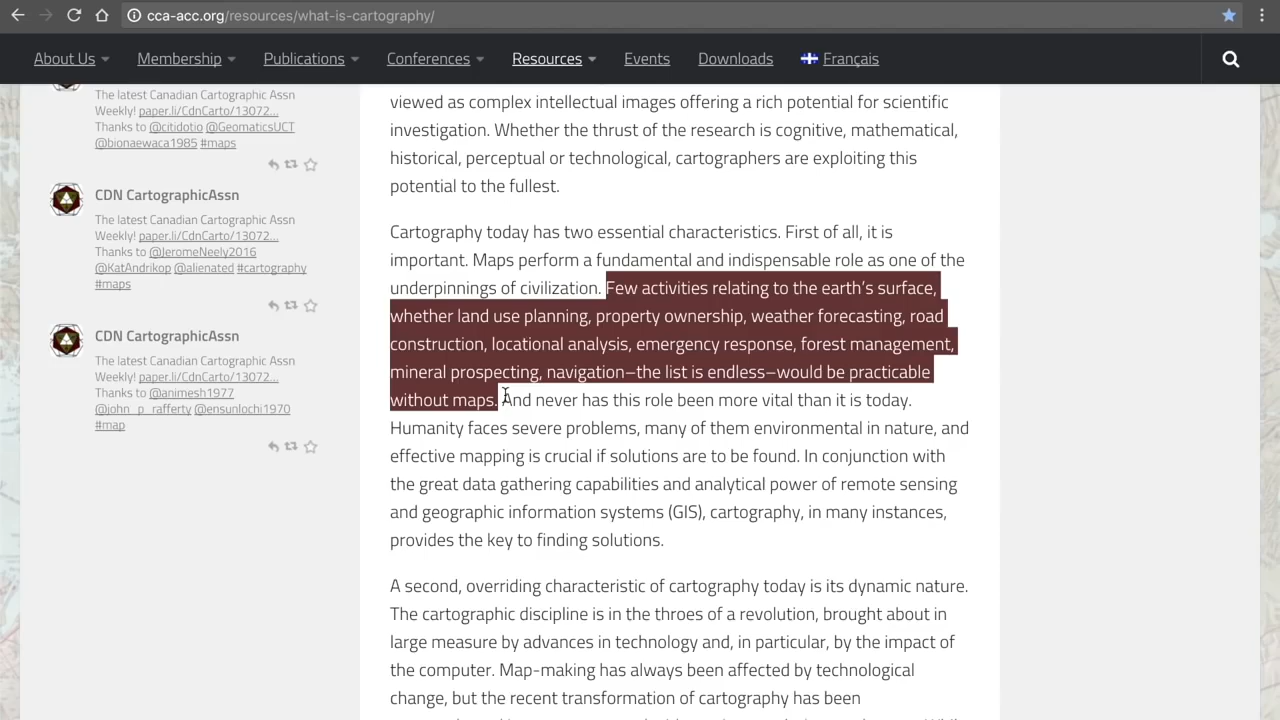 cca-acc.org/resources/what-is-cartography/
About Us Membership Publications Conferences Resources Events Downloads Français
The latest Canadian Cartographic Assn
Weekly! paper.li/CdnCarto/13072…
Thanks to @citidotio @GeomaticsUCT
@bionaewaca1985 #maps
CDN CartographicAssn
The latest Canadian Cartographic Assn
Weekly! paper.li/CdnCarto/13072…
Thanks to @JeromeNeely2016
@KatAndrikop @alienated #cartography
#maps
CDN CartographicAssn
The latest Canadian Cartographic Assn
Weekly! paper.li/CdnCarto/13072…
Thanks to @animesh1977
@john_p_rafferty @ensunlochi1970
#map
viewed as complex intellectual images offering a rich potential for scientific
investigation. Whether the thrust of the research is cognitive, mathematical,
historical, perceptual or technological, cartographers are exploiting this
potential to the fullest.
Cartography today has two essential characteristics. First of all, it is
important. Maps perform a fundamental and indispensable role as one of the
underpinnings of civilization. Few activities relating to the earth’s surface,
whether land use planning, property ownership, weather forecasting, road
construction, locational analysis, emergency response, forest management,
mineral prospecting, navigation–the list is endless–would be practicable
without maps. And never has this role been more vital than it is today.
Humanity faces severe problems, many of them environmental in nature, and
effective mapping is crucial if solutions are to be found. In conjunction with
the great data gathering capabilities and analytical power of remote sensing
and geographic information systems (GIS), cartography, in many instances,
provides the key to finding solutions.
A second, overriding characteristic of cartography today is its dynamic nature.
The cartographic discipline is in the throes of a revolution, brought about in
large measure by advances in technology and, in particular, by the impact of
the computer. Map-making has always been affected by technological
change, but the recent transformation of cartography has been